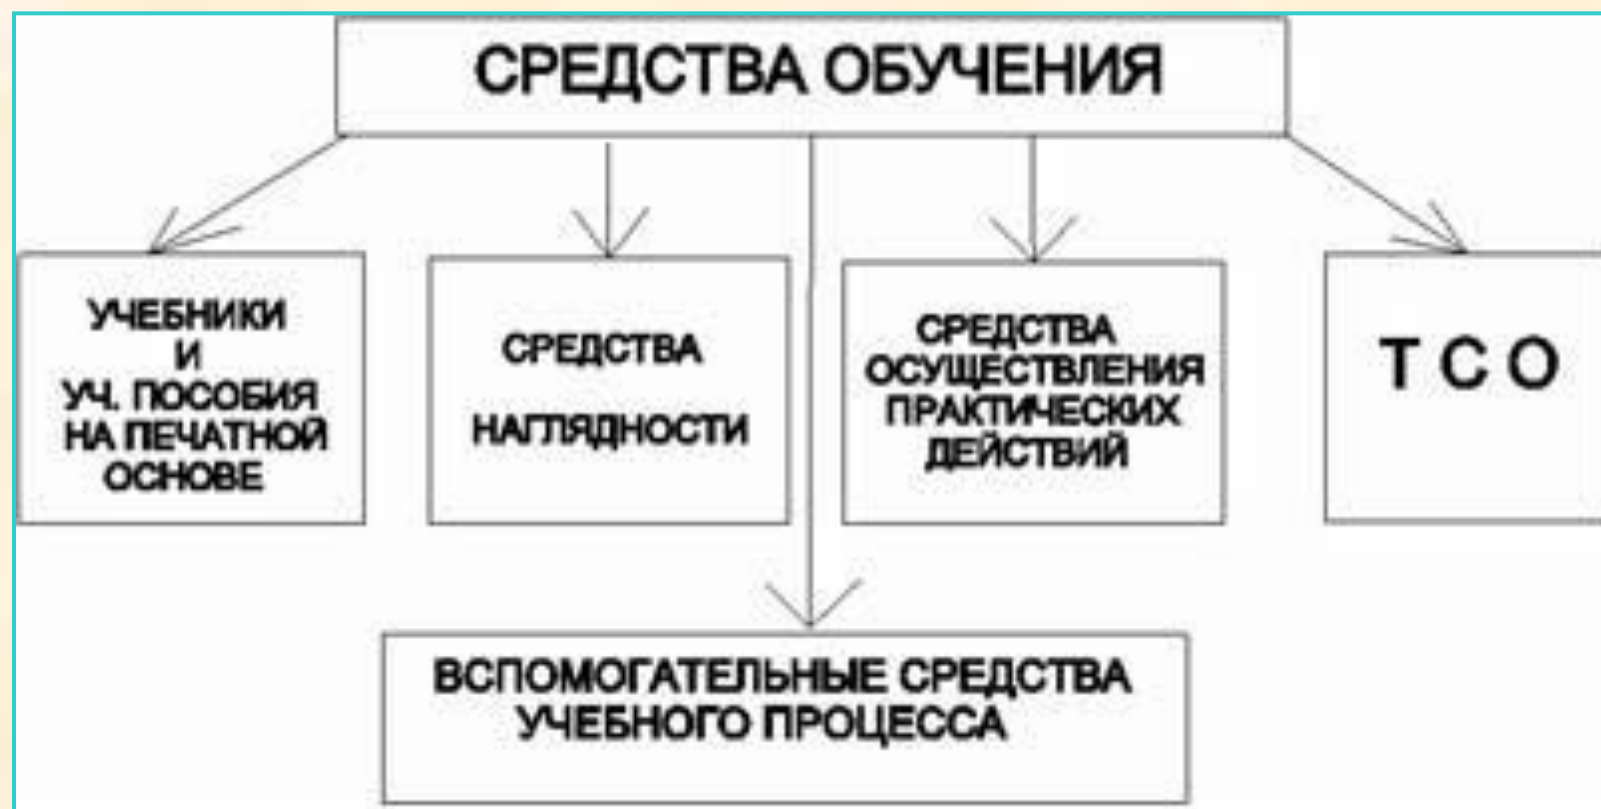 СРЕДСТВА ОБУЧЕНИЯ
УЧЕБНИКИ
И
УЧ. ПОСОБИЯ
НА ПЕЧАТНОЙ
ОСНОВЕ
СРЕДСТВА
НАГЛЯДНОСТИ
СРЕДСТВА
ОСУЩЕСТВЛЕНИЯ
ПРАКТИЧЕСКИХ
ДЕЙСТВИЙ
Т С О
ВСПОМОГАТЕЛЬНЫЕ СРЕДСТВА
УЧЕБНОГО ПРОЦЕССА